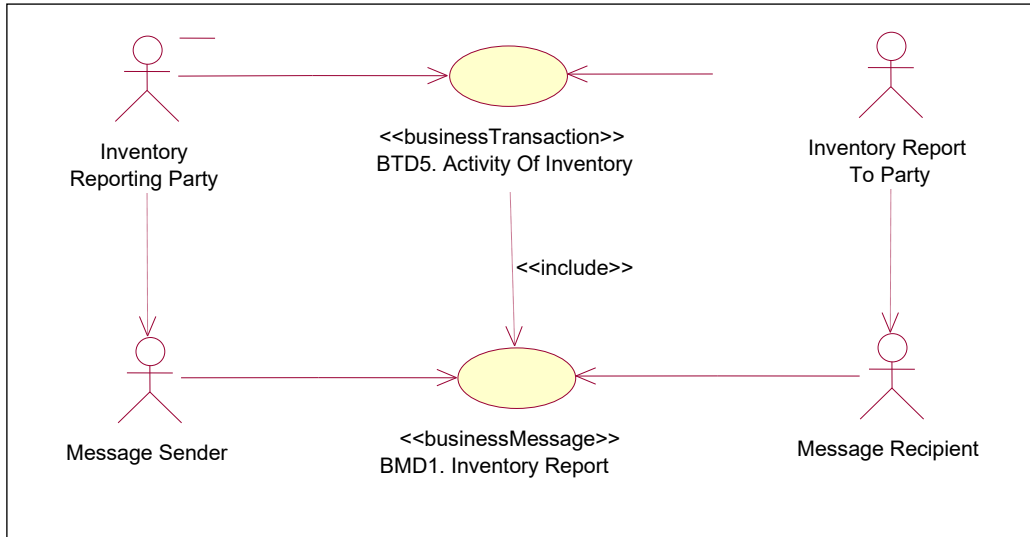 <<businessTransaction>>
BTD5. Activity Of Inventory
Inventory
Reporting Party
Inventory Report
To Party
<<include>>
Message Sender
<<businessMessage>>
BMD1. Inventory Report
Message Recipient